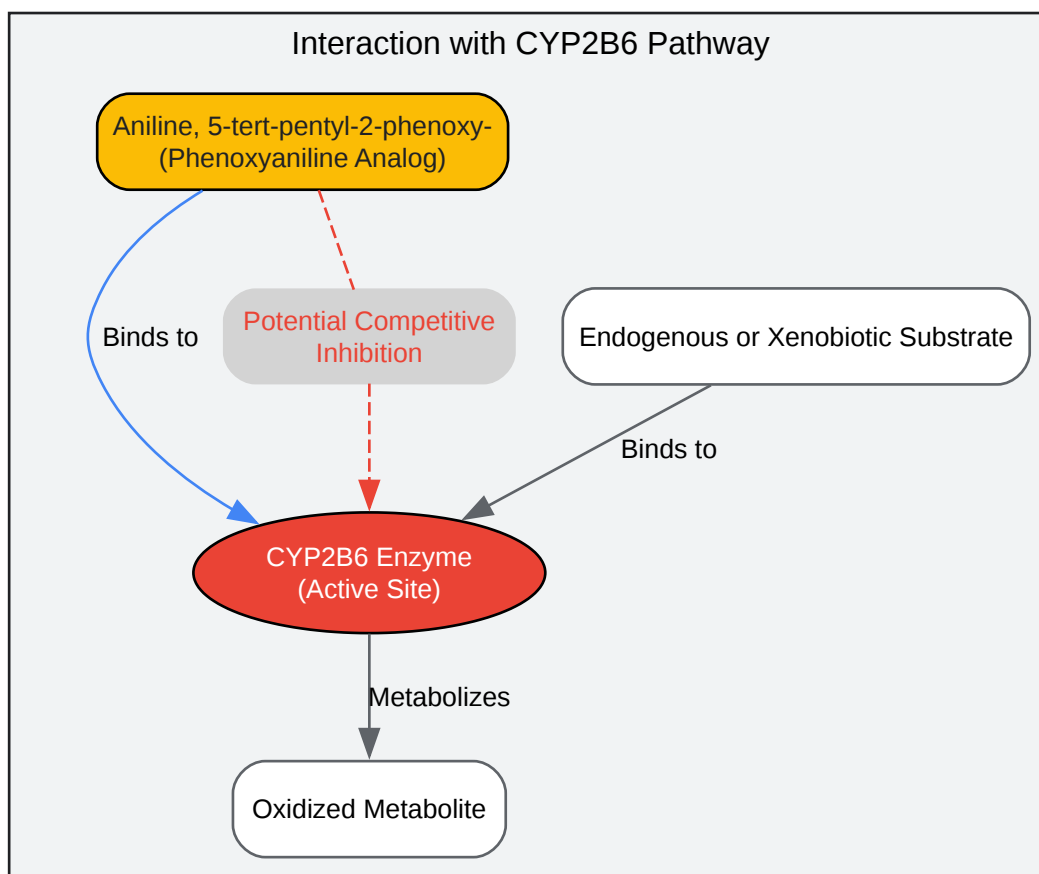 Interaction with CYP2B6 Pathway
Aniline, 5-tert-pentyl-2-phenoxy-
(Phenoxyaniline Analog)
Binds to
Potential Competitive
Inhibition
Endogenous or Xenobiotic Substrate
Binds to
CYP2B6 Enzyme
(Active Site)
Metabolizes
Oxidized Metabolite